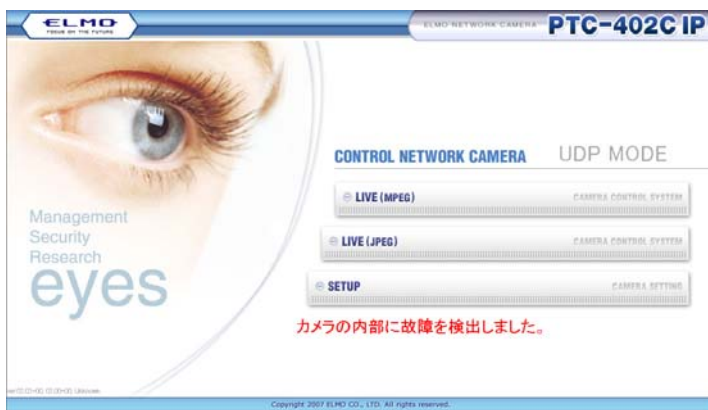 ELMO
FOCUS ON THE FUTURE
ELMO NETWORK CAMERA PTC-402C IP
CONTROL NETWORK CAMERA UDP MODE
LIVE (MPEG) CAMERA CONTROL SYSTEM
Management
Security
Research
eyes
LIVE (JPEG) CAMERA CONTROL SYSTEM
SETUP CAMERA SETTING
カメラの内部に故障を検出しました。
Copyright 2007 ELMO CO., LTD. All rights reserved.